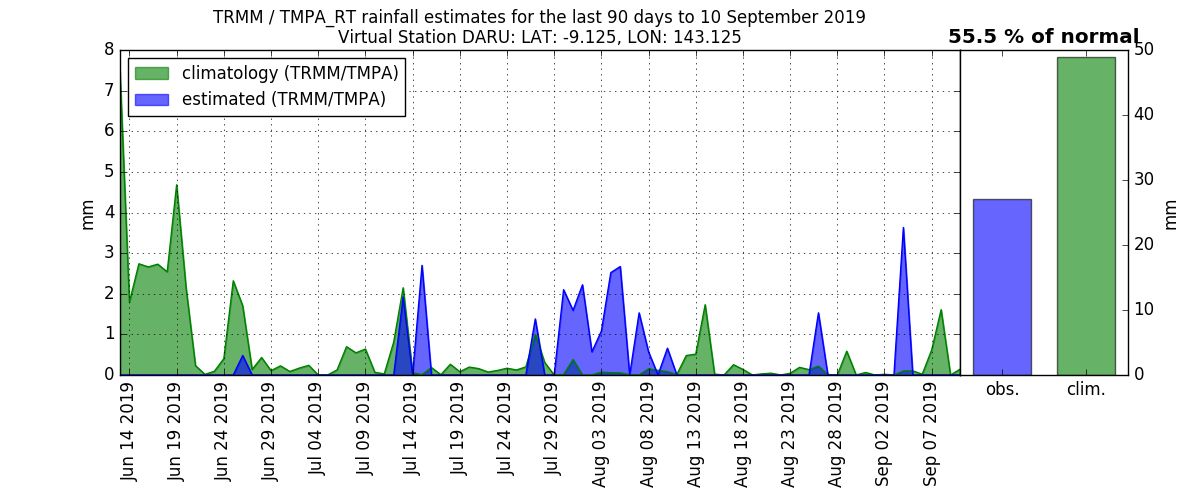 TRMM / TMPA_RT rainfall estimates for the last 90 days to 10 September 2019
Virtual Station DARU: LAT: -9.125, LON: 143.125
55.5 % of normal
climatology (TRMM/TMPA)
estimated (TRMM/TMPA)
mm
8
7
6
5
4
3
2
1
0
Jun 14 2019
Jun 19 2019
Jun 24 2019
Jun 29 2019
Jul 04 2019
Jul 09 2019
Jul 14 2019
Jul 19 2019
Jul 24 2019
Jul 29 2019
Aug 03 2019
Aug 08 2019
Aug 13 2019
Aug 18 2019
Aug 23 2019
Aug 28 2019
Sep 02 2019
Sep 07 2019
obs.
clim.
50
40
30
20
10
0
mm